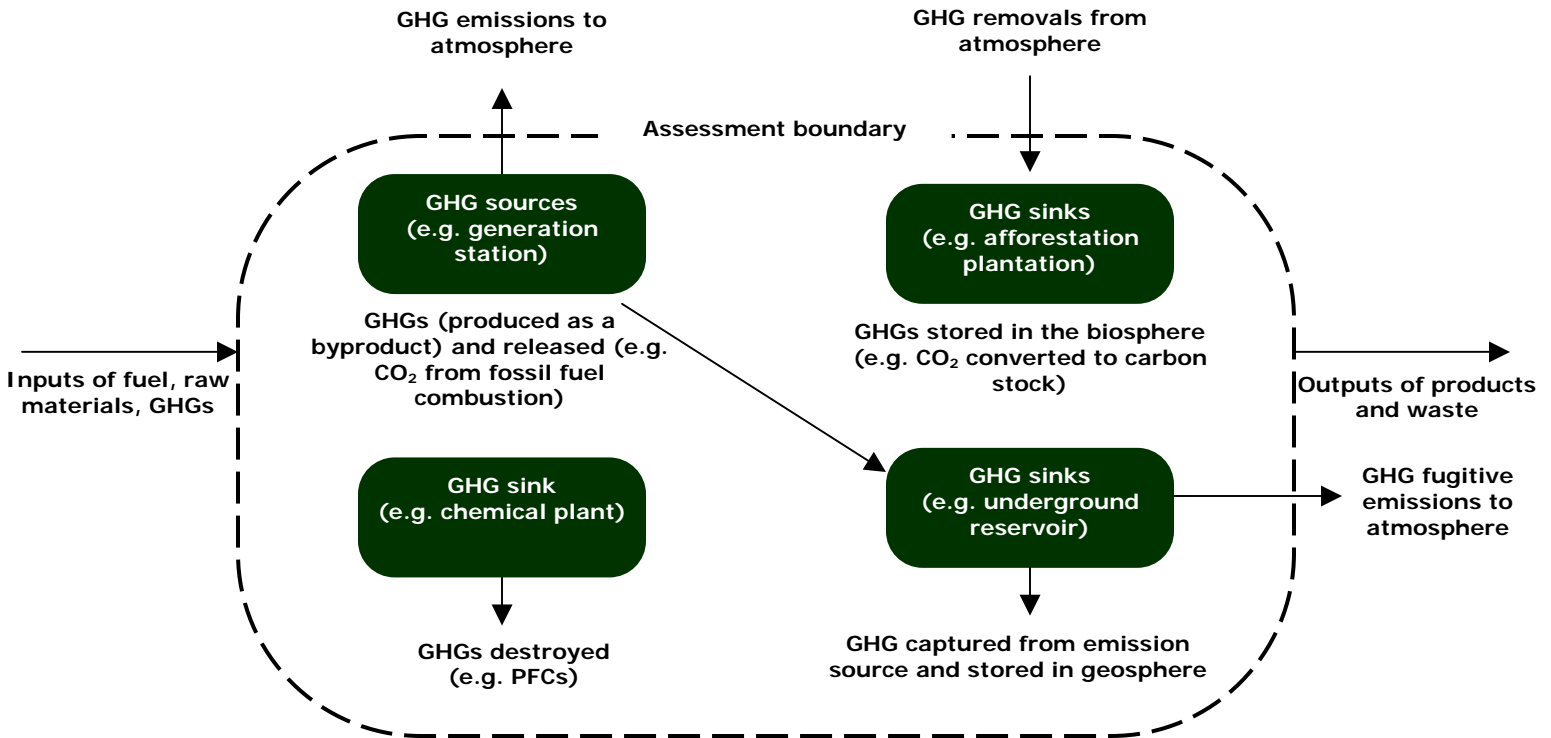 GHG emissions to
atmosphere
GHG removals from
atmosphere
Assessment boundary
GHG sources
(e.g. generation
station)
GHG sinks
(e.g. afforestation
plantation)
GHGs (produced as a
byproduct) and released (e.g.
CO₂ from fossil fuel
combustion)
GHGs stored in the biosphere
(e.g. CO₂ converted to carbon
stock)
Inputs of fuel, raw
materials, GHGs
Outputs of products
and waste
GHG sink
(e.g. chemical plant)
GHG sinks
(e.g. underground
reservoir)
GHG fugitive
emissions to
atmosphere
GHGs destroyed
(e.g. PFCs)
GHG captured from emission
source and stored in geosphere